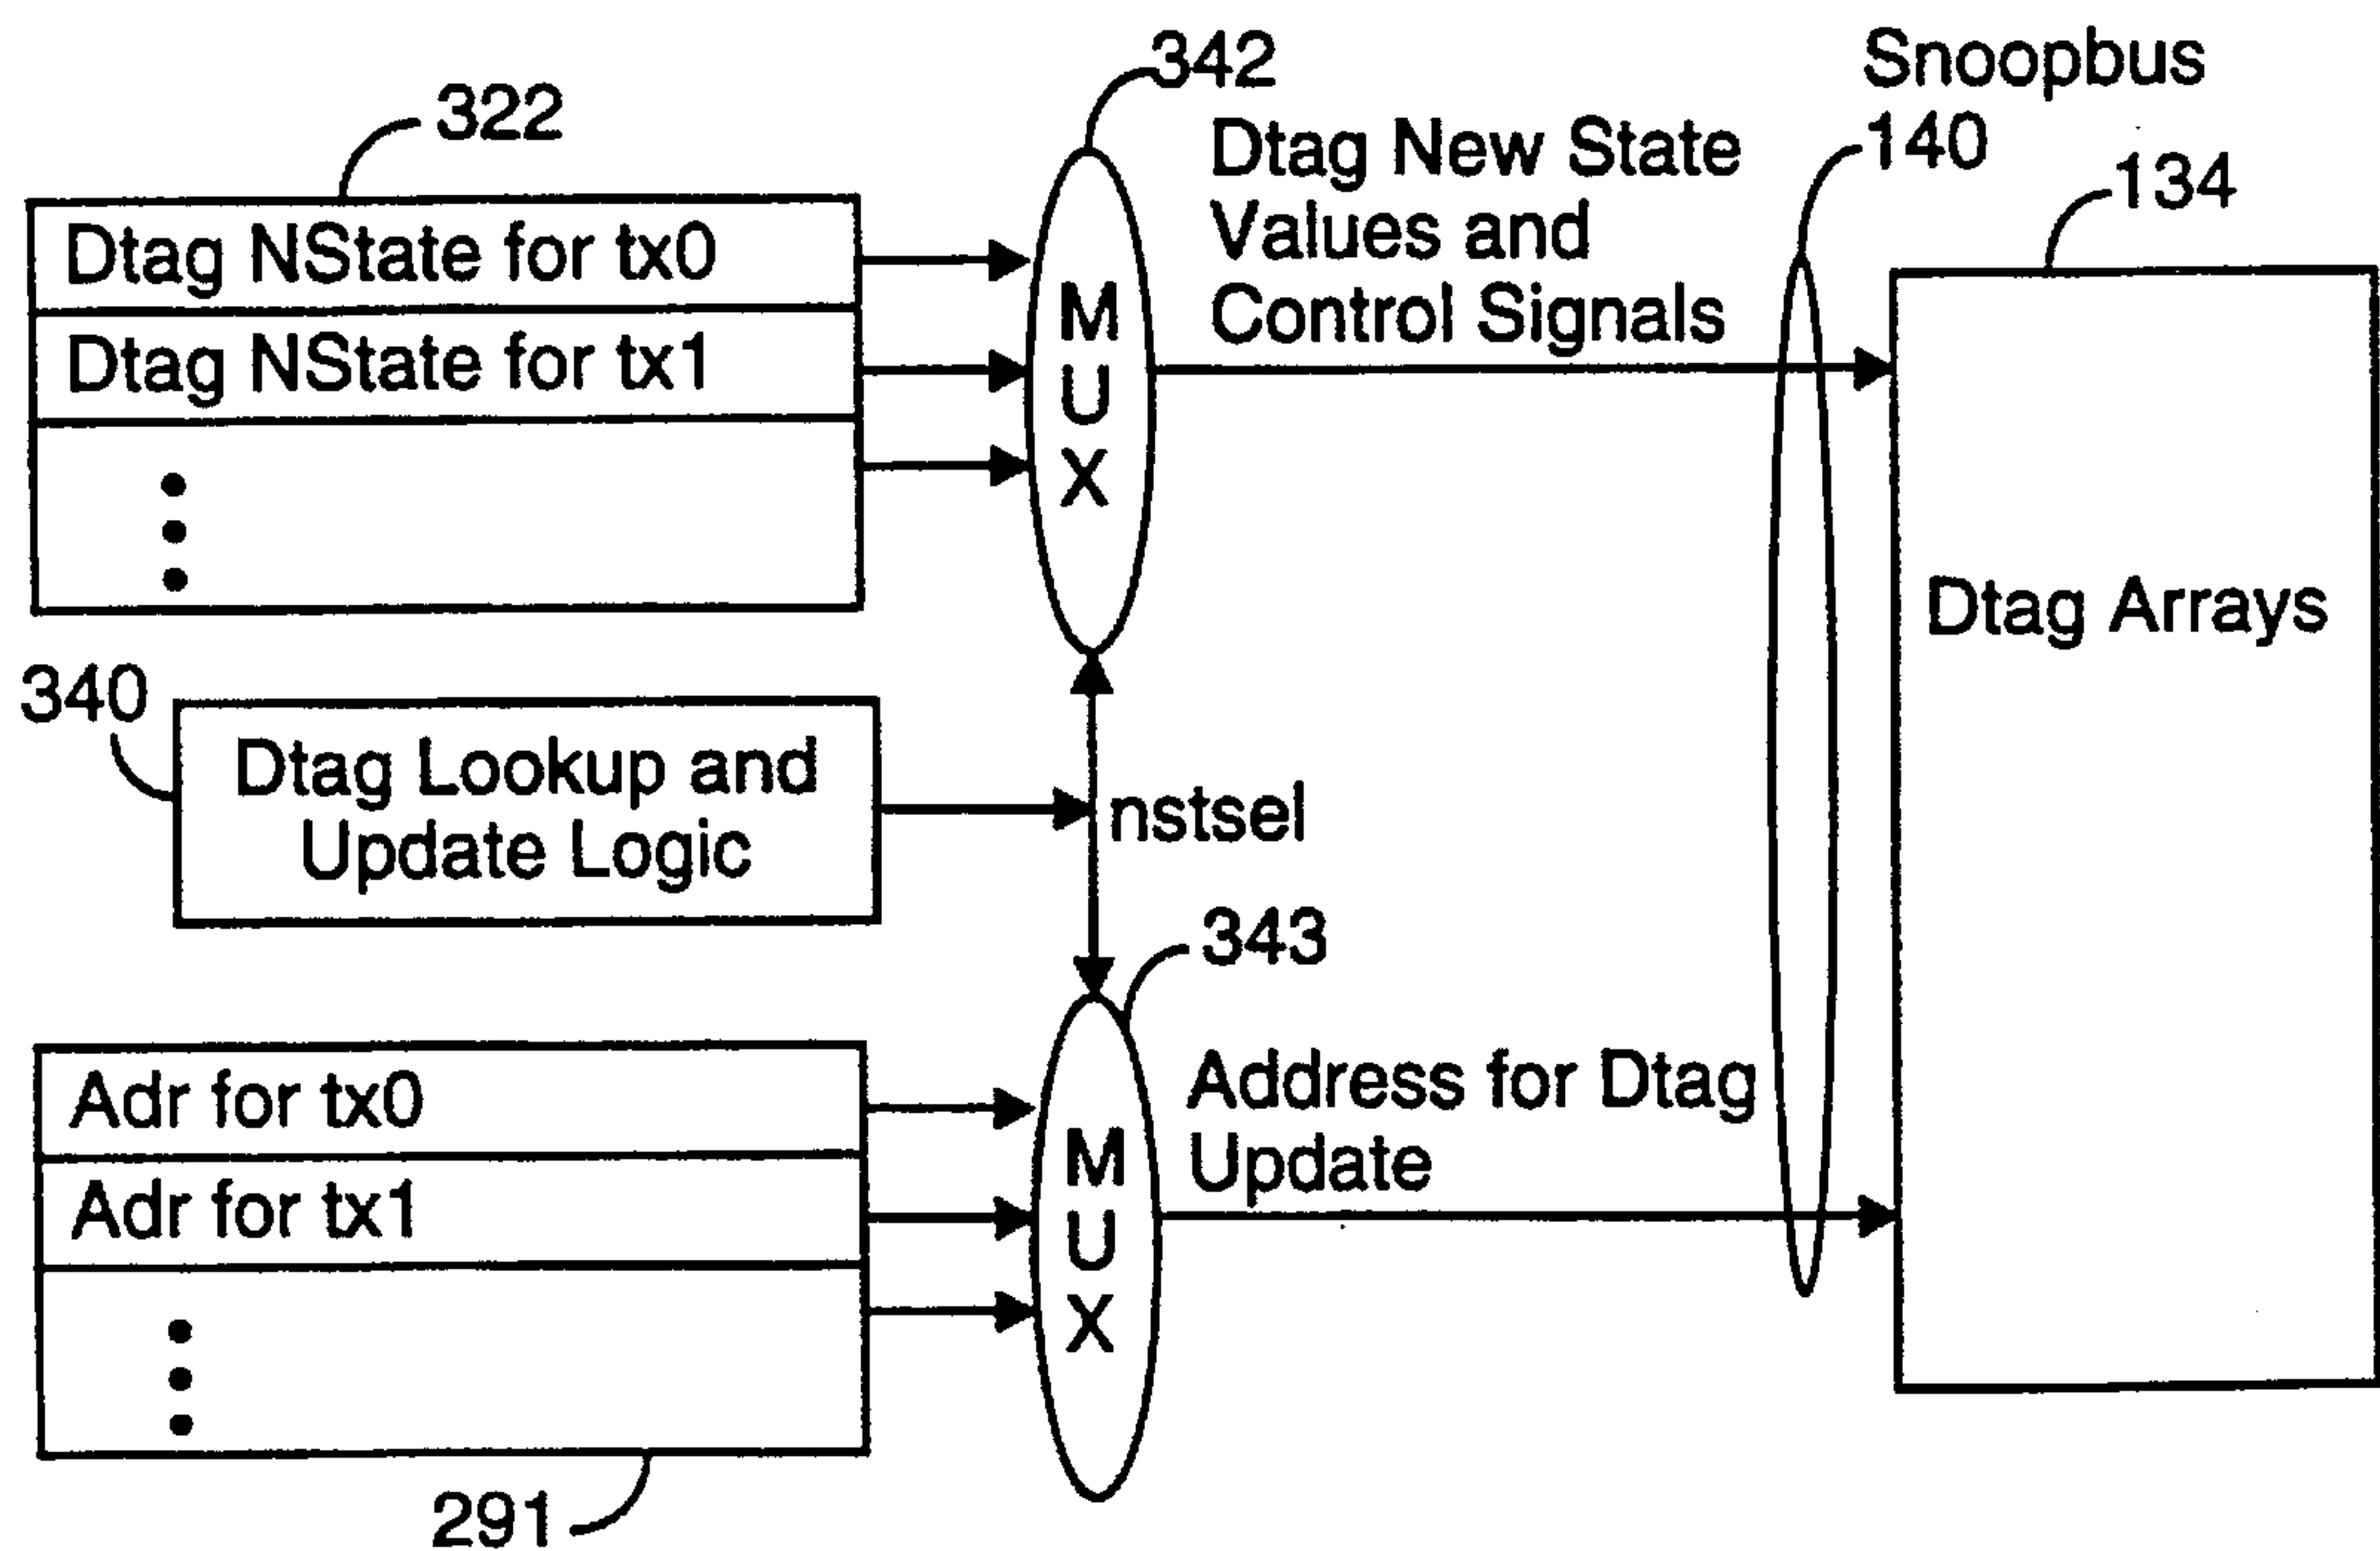 322
342
Snoopbus
140
134
Dtag New State
Values and
Control Signals
Dtag NState for tx0
Dtag NState for tx1
M
U
X
Dtag Arrays
340
Dtag Lookup and
Update Logic
nstsel
343
Adr for tx0
Adr for tx1
M
U
X
Address for Dtag
Update
291